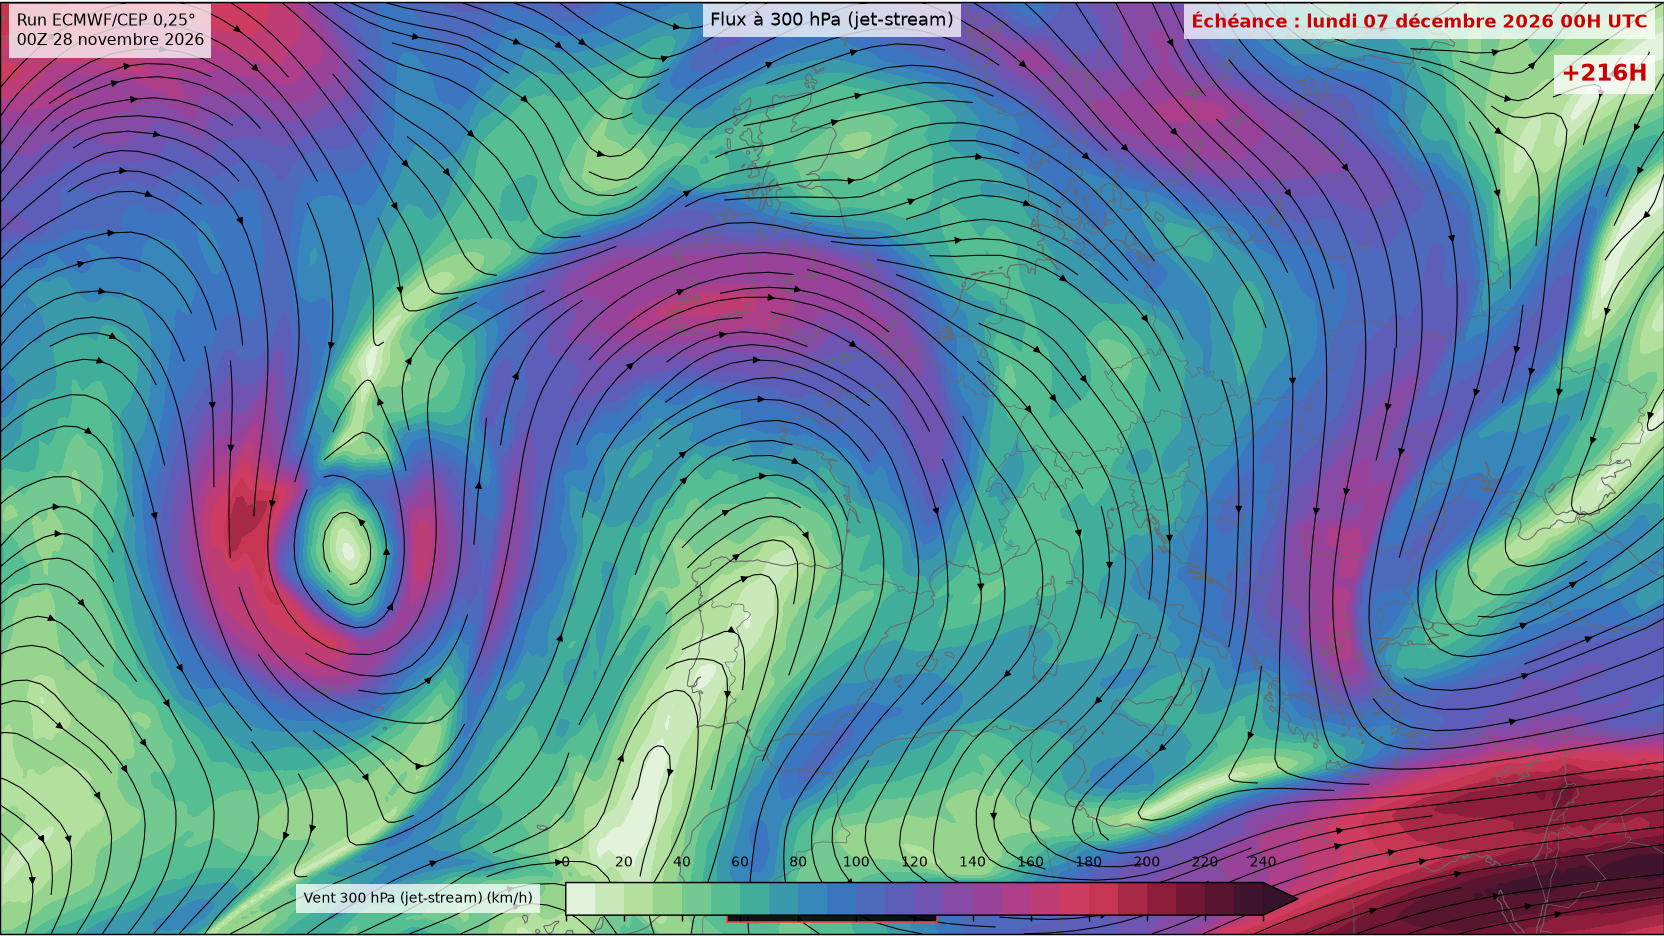 Run ECMWF/CEP 0,25°
00Z 28 novembre 2026
Flux à 300 hPa (jet-stream)
Échéance : lundi 07 décembre 2026 00H UTC
+216H
0 20 40 60 80 100 120 140 160 180 200 220 240
Vent 300 hPa (jet-stream) (km/h)